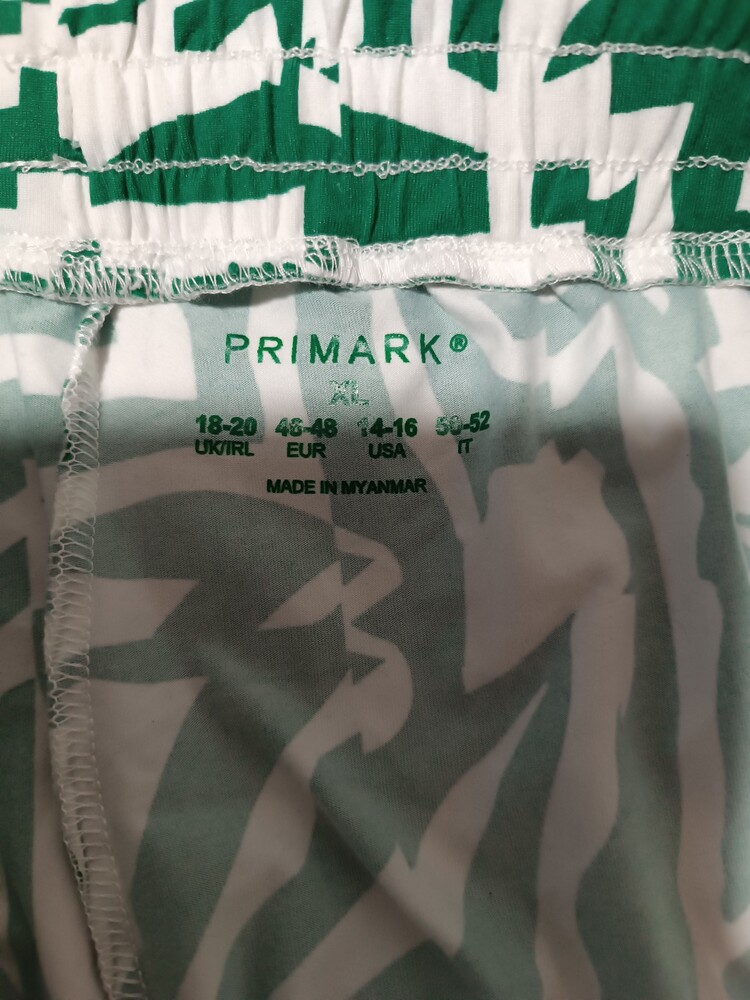 PRIMARK®
XL
18-20 46-48 14-16 50-52
UK/IRL EUR USA IT
MADE IN MYANMAR